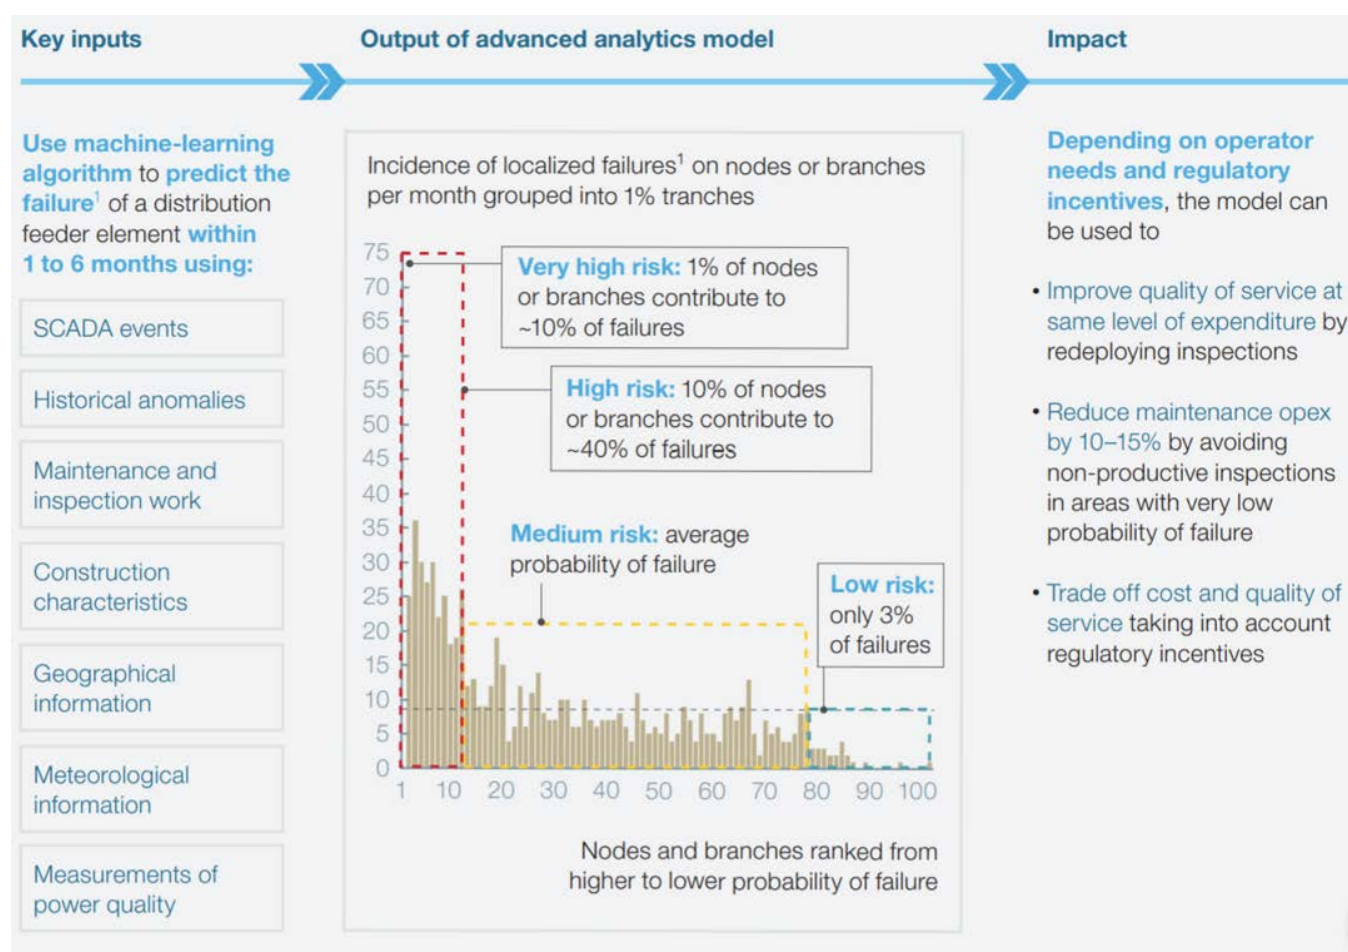 Key inputs
Output of advanced analytics model
Impact
Use machine-learning
algorithm to predict the
failure¹ of a distribution
feeder element within
1 to 6 months using:
SCADA events
Historical anomalies
Maintenance and
inspection work
Construction
characteristics
Geographical
information
Meteorological
information
Measurements of
power quality
Incidence of localized failures¹ on nodes or branches
per month grouped into 1% tranches
75
70
65
60
55
50
45
40
35
30
25
20
15
10
5
0
Very high risk: 1% of nodes
or branches contribute to
~10% of failures
High risk: 10% of nodes
or branches contribute to
~40% of failures
Medium risk: average
probability of failure
Low risk:
only 3%
of failures
1 10 20 30 40 50 60 70 80 90 100
Nodes and branches ranked from
higher to lower probability of failure
Depending on operator
needs and regulatory
incentives, the model can
be used to
• Improve quality of service at
same level of expenditure by
redeploying inspections
• Reduce maintenance opex
by 10–15% by avoiding
non-productive inspections
in areas with very low
probability of failure
• Trade off cost and quality of
service taking into account
regulatory incentives